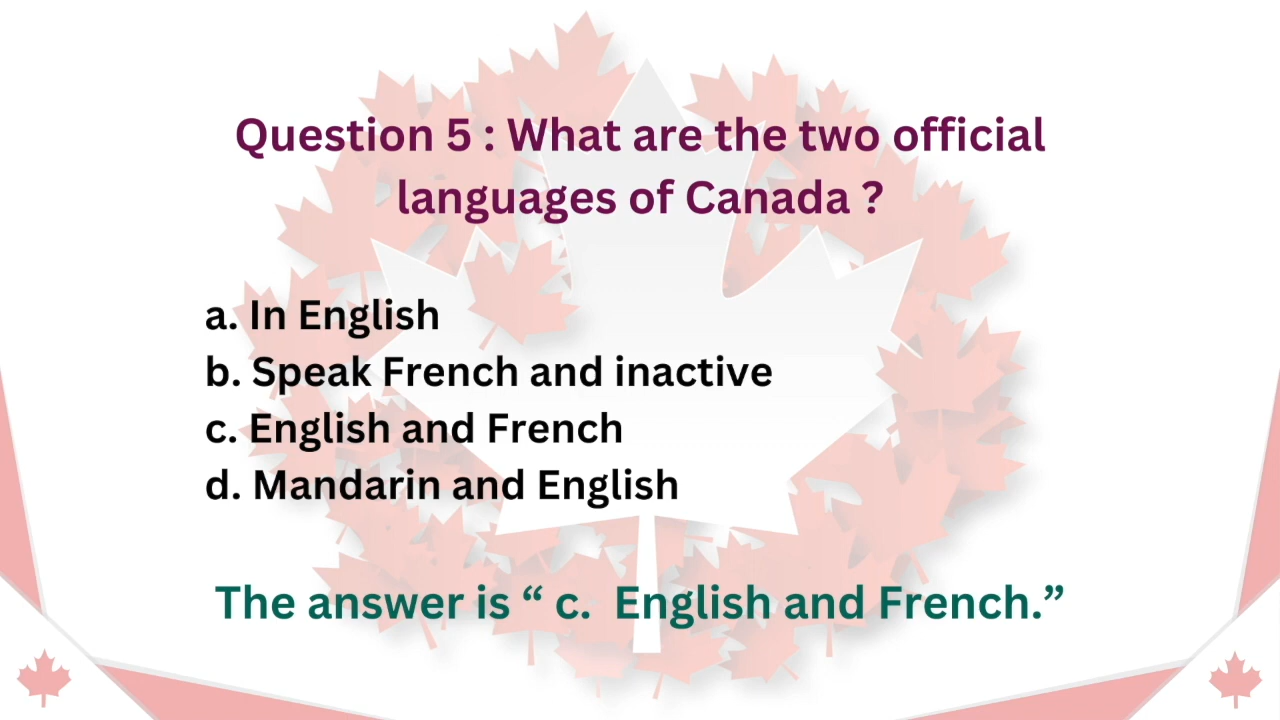 Question 5 : What are the two official
languages of Canada ?
a. In English
b. Speak French and inactive
c. English and French
d. Mandarin and English
The answer is “ c.  English and French.”